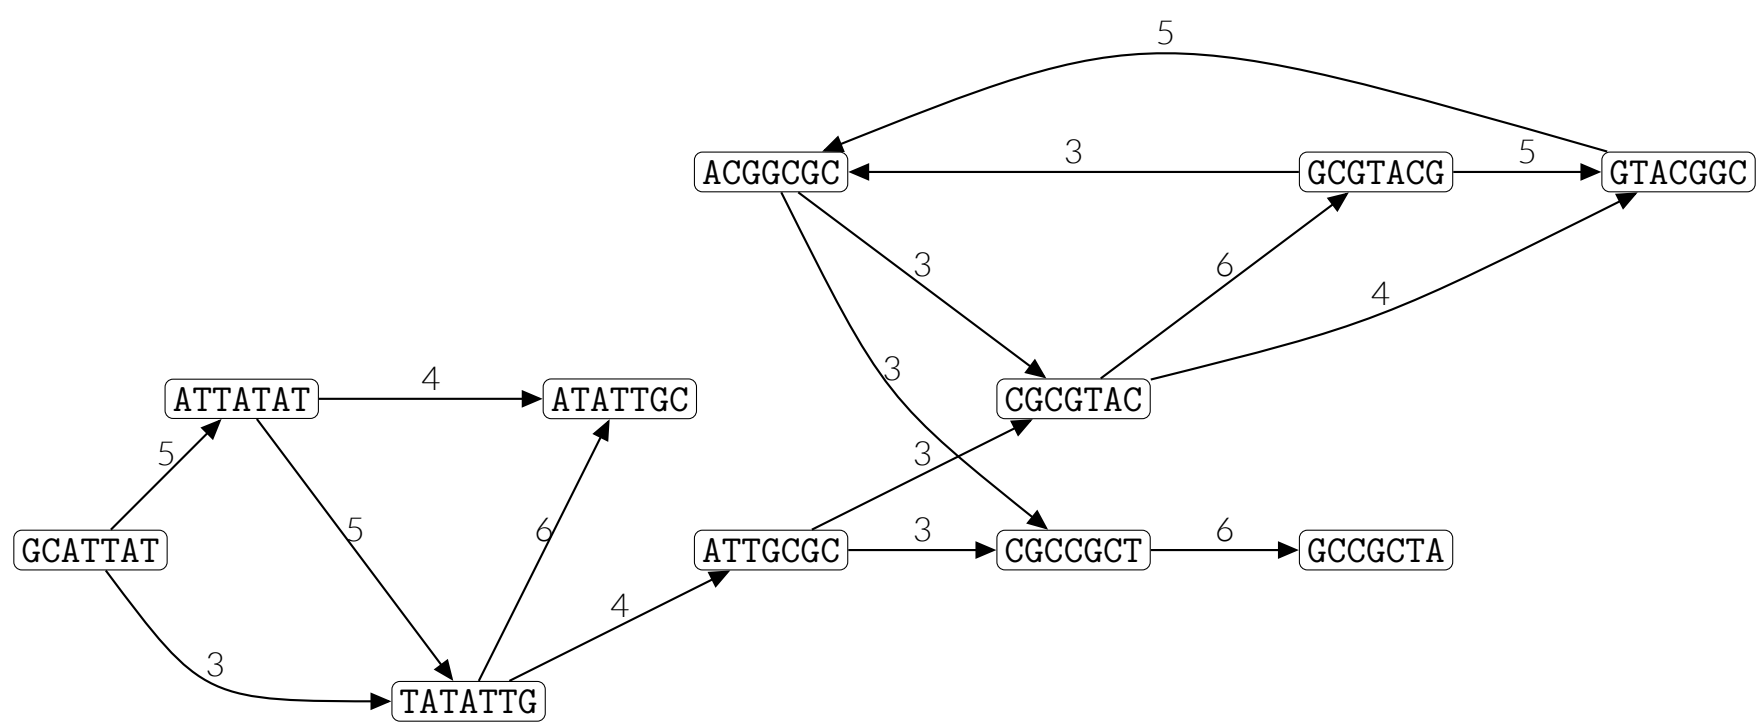 5
ACGGCGC 3 GCGTACG 5 GTACGGC
3 6 4
3
ATTATAT 4 ATATTGC CGCGTAC
5 3
GCATTAT 5 6 ATTGCGC 3 CGCCGCT 6 GCCGCTA
4
3
TATATTG